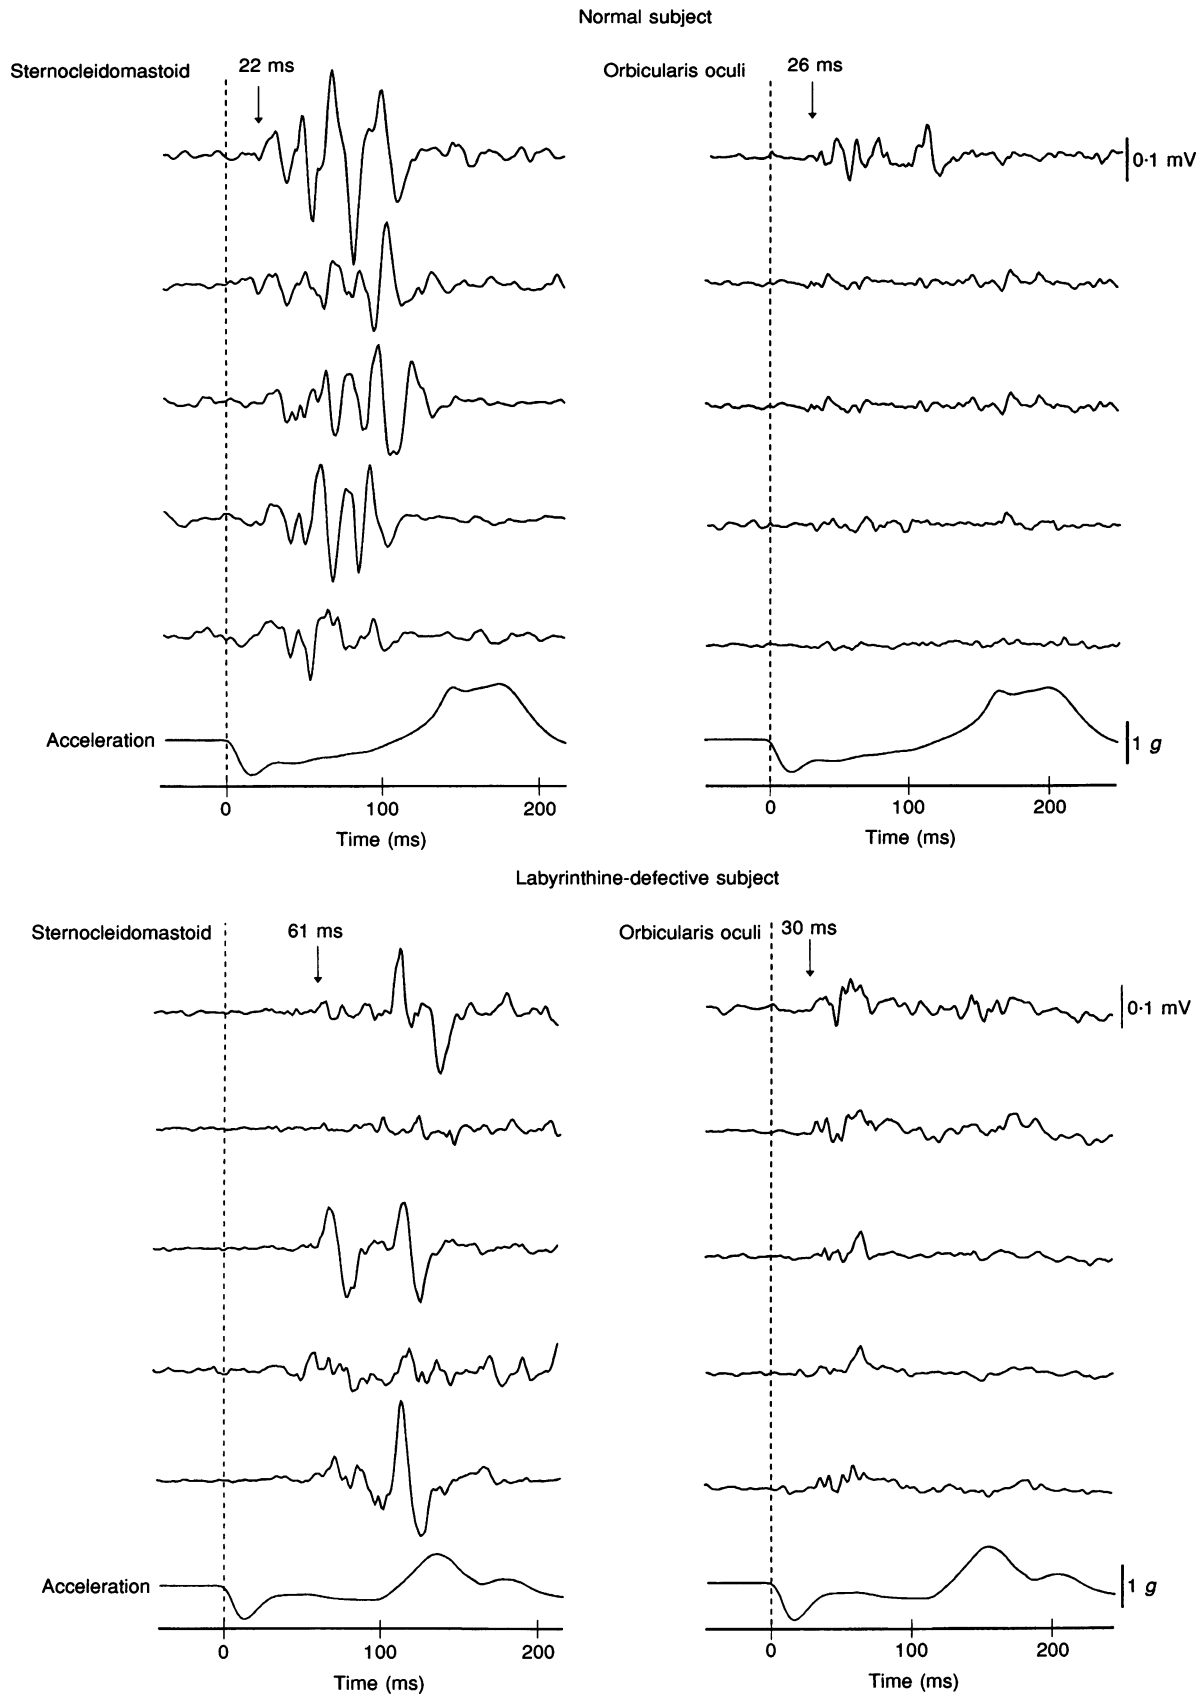 Normal subject
Sternocleidomastoid
22 ms
Orbicularis oculi
26 ms
0·1 mV
Acceleration
1 g
0
100
200
Time (ms)
0
100
200
Time (ms)
Labyrinthine-defective subject
Sternocleidomastoid
61 ms
Orbicularis oculi
30 ms
0·1 mV
Acceleration
1 g
0
100
200
Time (ms)
0
100
200
Time (ms)